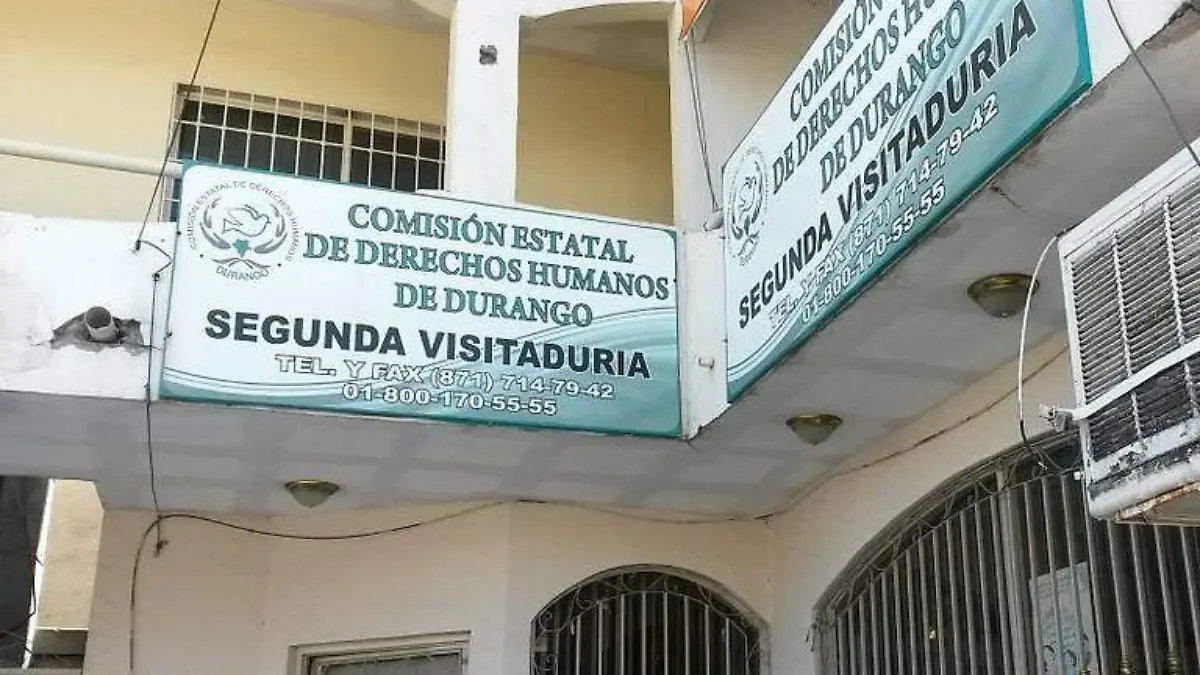 COMISIÓN ESTATAL DE DERECHOS HUMANOS
DURANGO
COMISIÓN ESTATAL
DE DERECHOS HUMANOS
DE DURANGO
SEGUNDA VISITADURIA
TEL. Y FAX (871) 714-79-42
01-800-170-55-55
COMISIÓN
DE DERECHOS
DE DURANGO
SEGUNDA VISITADURIA
TEL. Y FAX (871) 714-79-42
01-800-170-55-55